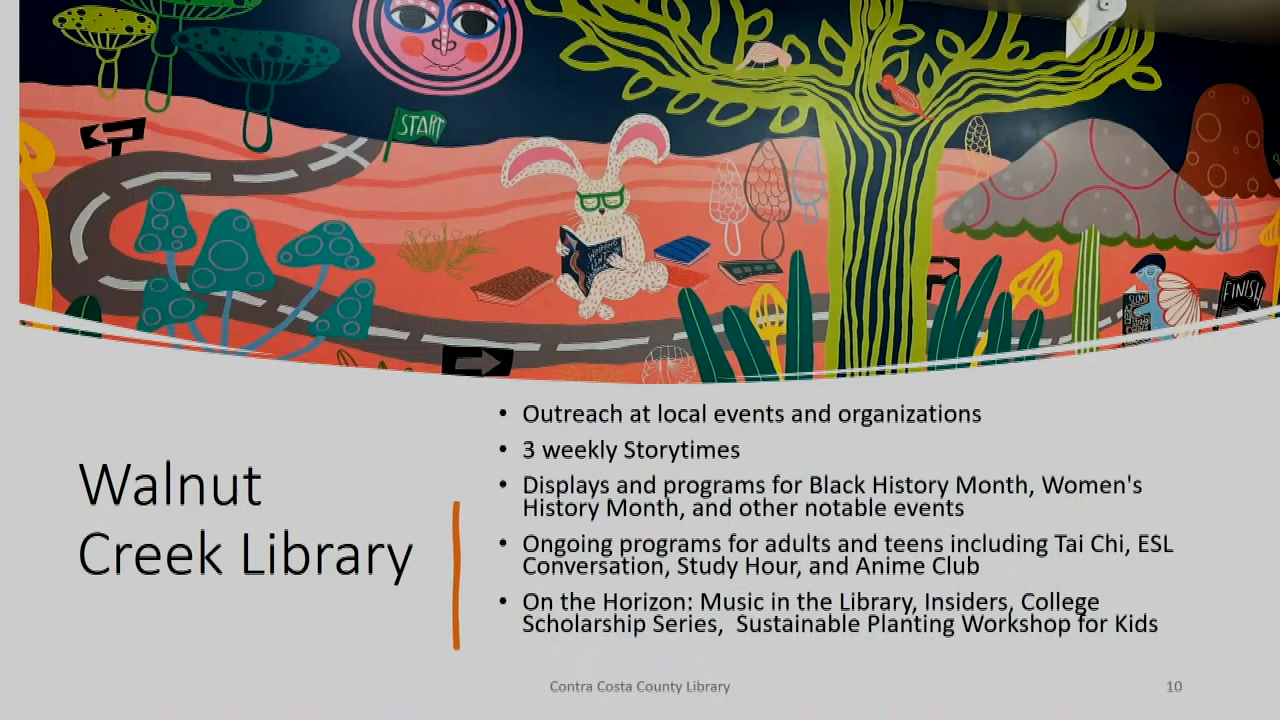 START
FINISH
SLOW
Walnut
Creek Library
• Outreach at local events and organizations
• 3 weekly Storytimes
• Displays and programs for Black History Month, Women's
History Month, and other notable events
• Ongoing programs for adults and teens including Tai Chi, ESL
Conversation, Study Hour, and Anime Club
• On the Horizon: Music in the Library, Insiders, College
Scholarship Series,  Sustainable Planting Workshop for Kids
Contra Costa County Library
10